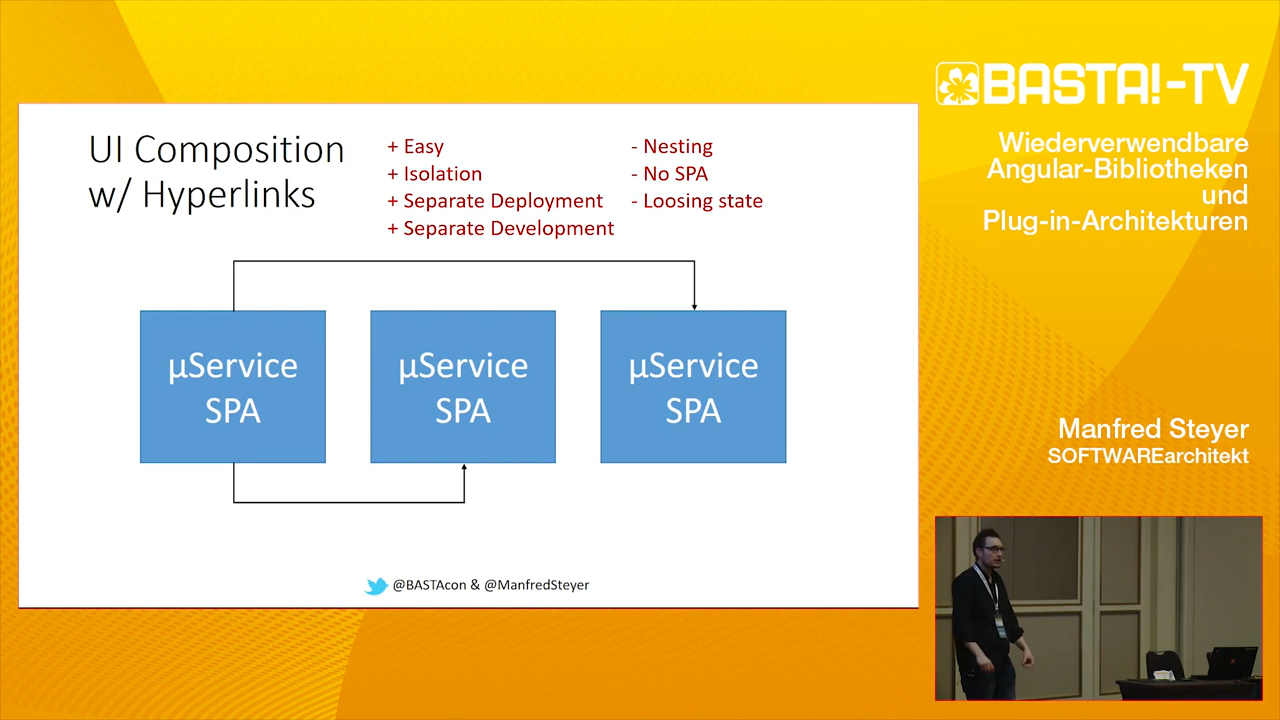 BASTA!-TV
Wiederverwendbare
Angular-Bibliotheken
und
Plug-in-Architekturen
UI Composition
w/ Hyperlinks
+ Easy
+ Isolation
+ Separate Deployment
+ Separate Development
- Nesting
- No SPA
- Loosing state
µService
SPA
µService
SPA
µService
SPA
@BASTAcon & @ManfredSteyer
Manfred Steyer
SOFTWAREarchitekt